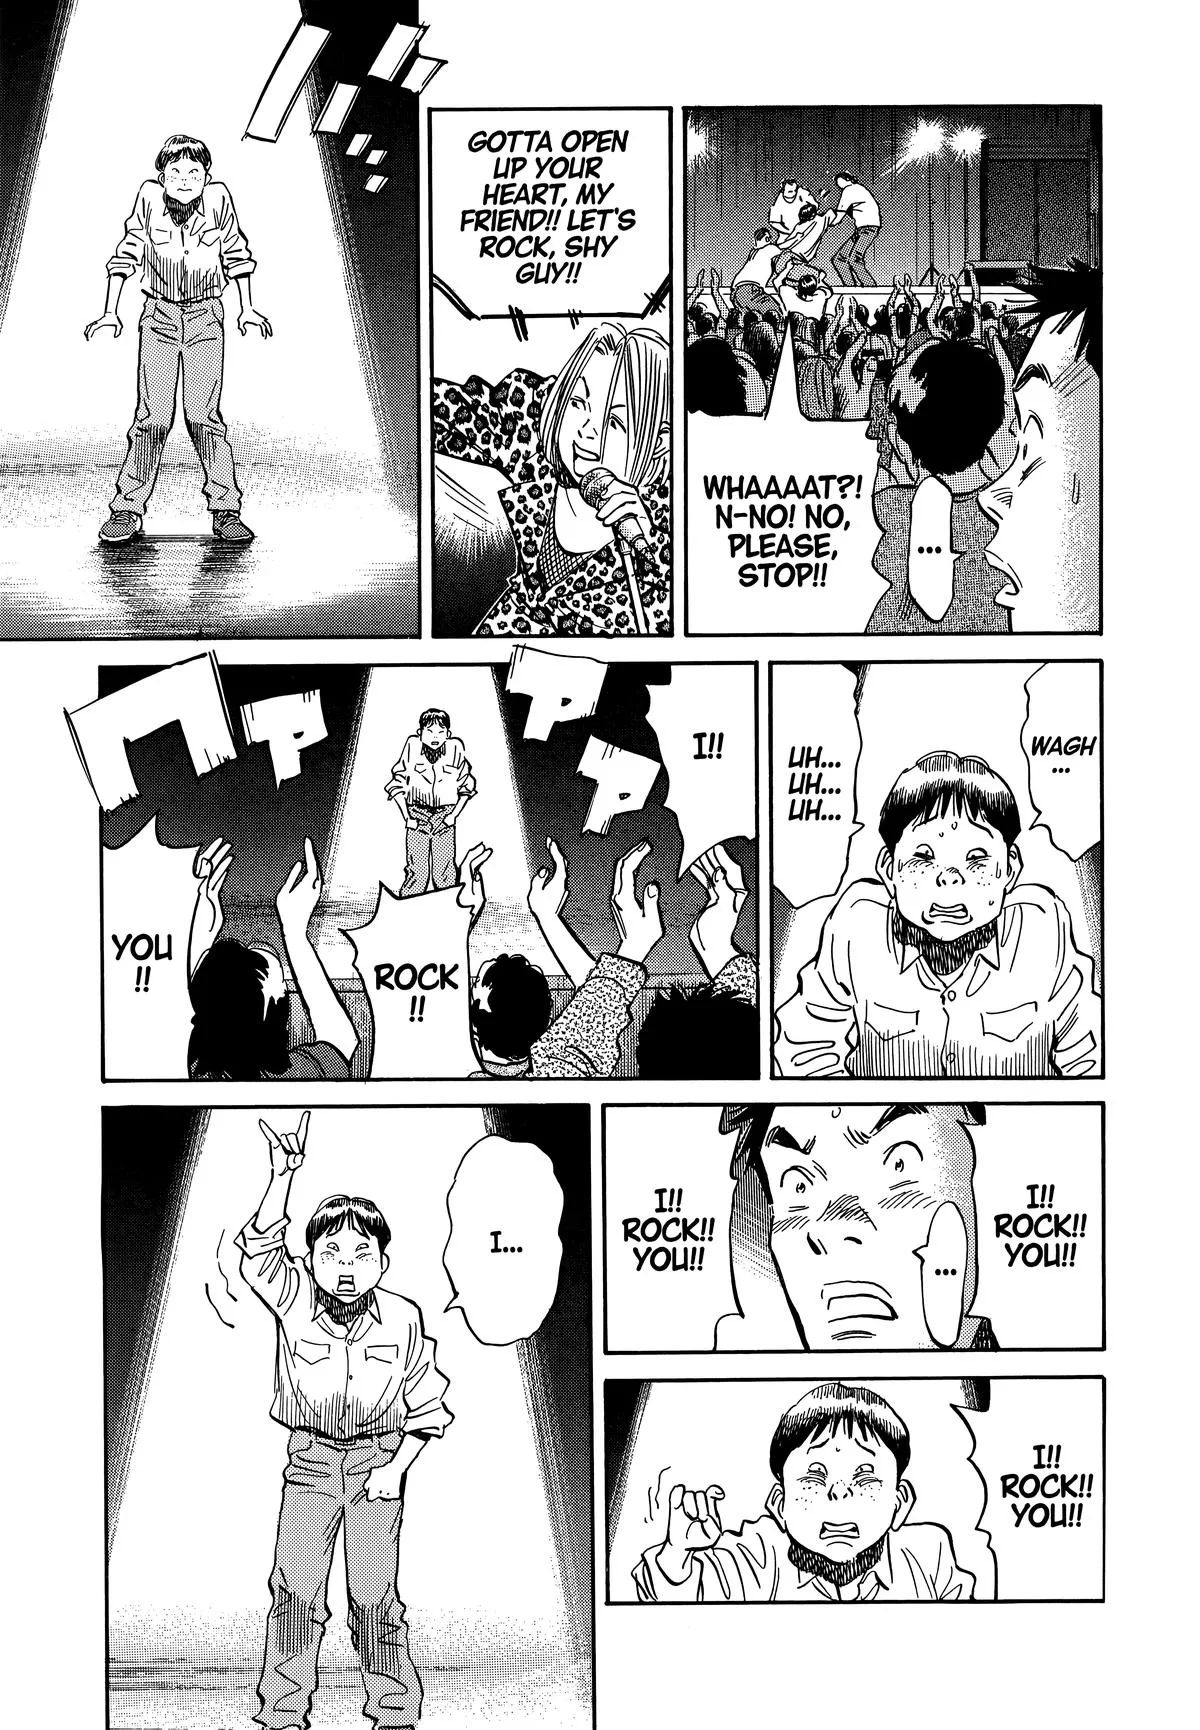 WHAAAAT?!
N-NO! NO,
PLEASE,
STOP!!
...
GOTTA OPEN
UP YOUR
HEART, MY
FRIEND!! LET'S
ROCK, SHY
GUY!!
WAGH
...
UH...
UH...
UH...
I!!
ROCK
!!
YOU
!!
I!!
ROCK!!
YOU!!
...
I!!
ROCK!!
YOU!!
I!!
ROCK!!
YOU!!
I...